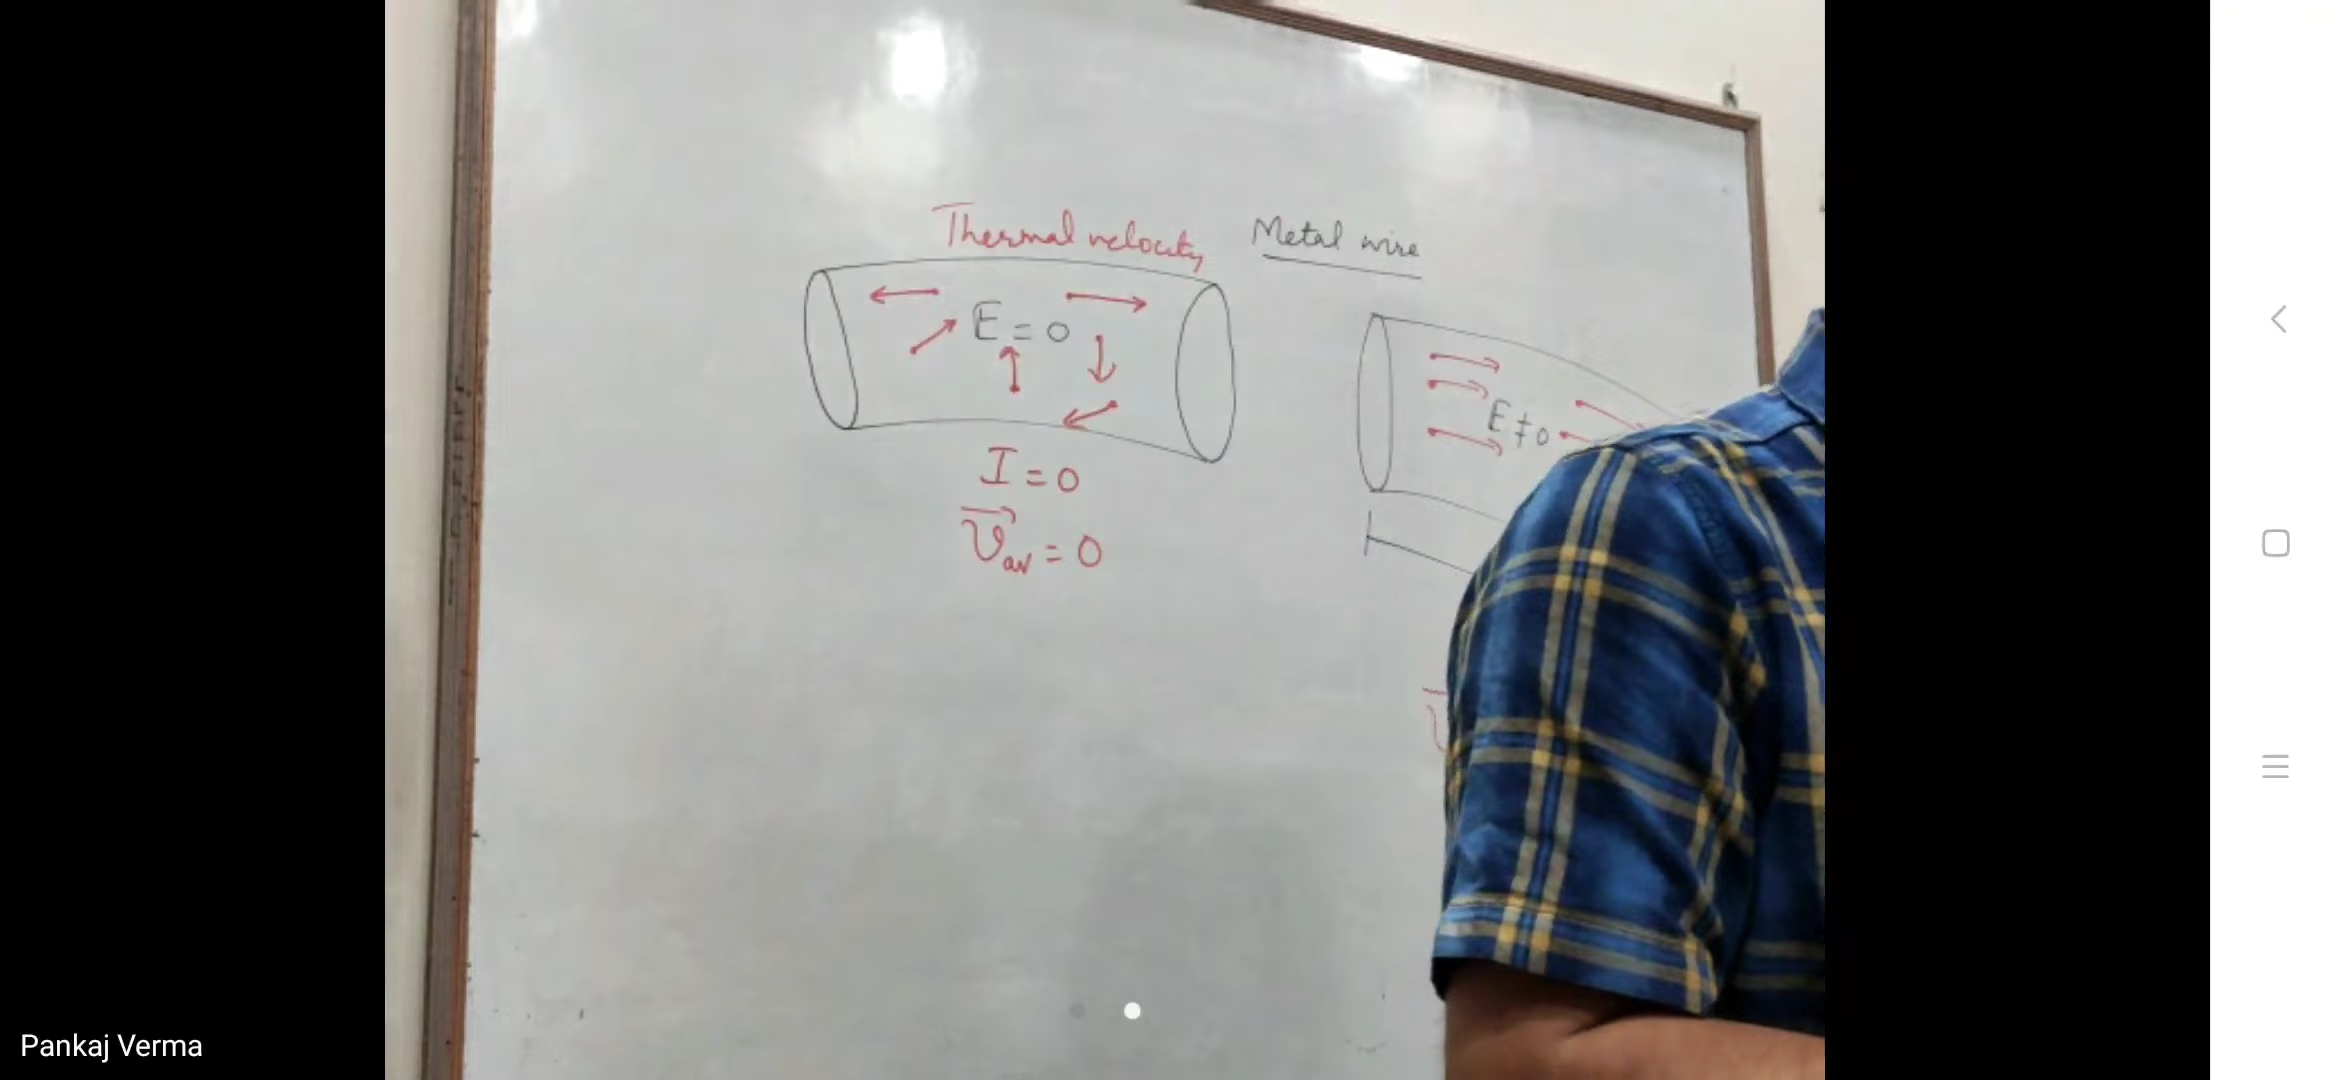 Thermal velocity Metal wire
E = 0
E ≠ 0
I = 0
v⃗av = 0
Pankaj Verma